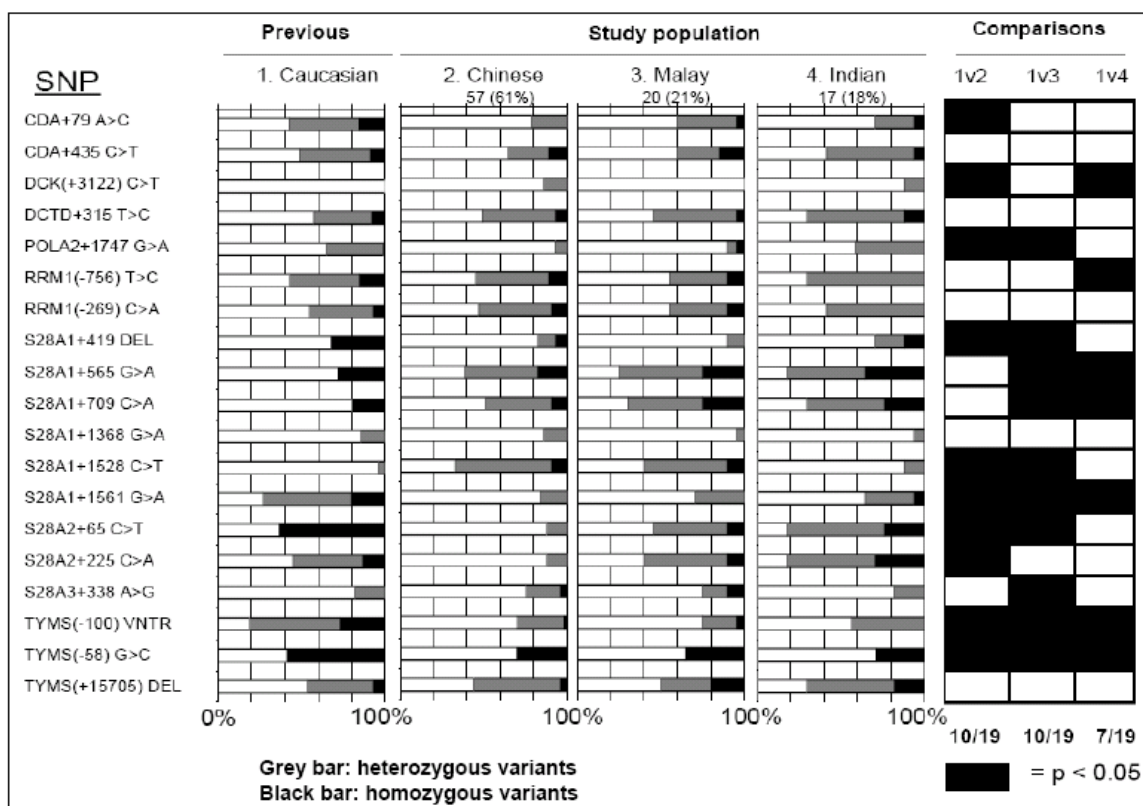 Previous Study population Comparisons
SNP 1. Caucasian 2. Chinese 3. Malay 4. Indian 1v2 1v3 1v4
57 (61%) 20 (21%) 17 (18%)
CDA+79 A>C
CDA+435 C>T
DCK(+3122) C>T
DCTD+315 T>C
POLA2+1747 G>A
RRM1(-756) T>C
RRM1(-269) C>A
S28A1+419 DEL
S28A1+565 G>A
S28A1+709 C>A
S28A1+1368 G>A
S28A1+1528 C>T
S28A1+1561 G>A
S28A2+65 C>T
S28A2+225 C>A
S28A3+338 A>G
TYMS(-100) VNTR
TYMS(-58) G>C
TYMS(+15705) DEL
0% 100% 100% 100% 100%
10/19 10/19 7/19
Grey bar: heterozygous variants
Black bar: homozygous variants
= p < 0.05